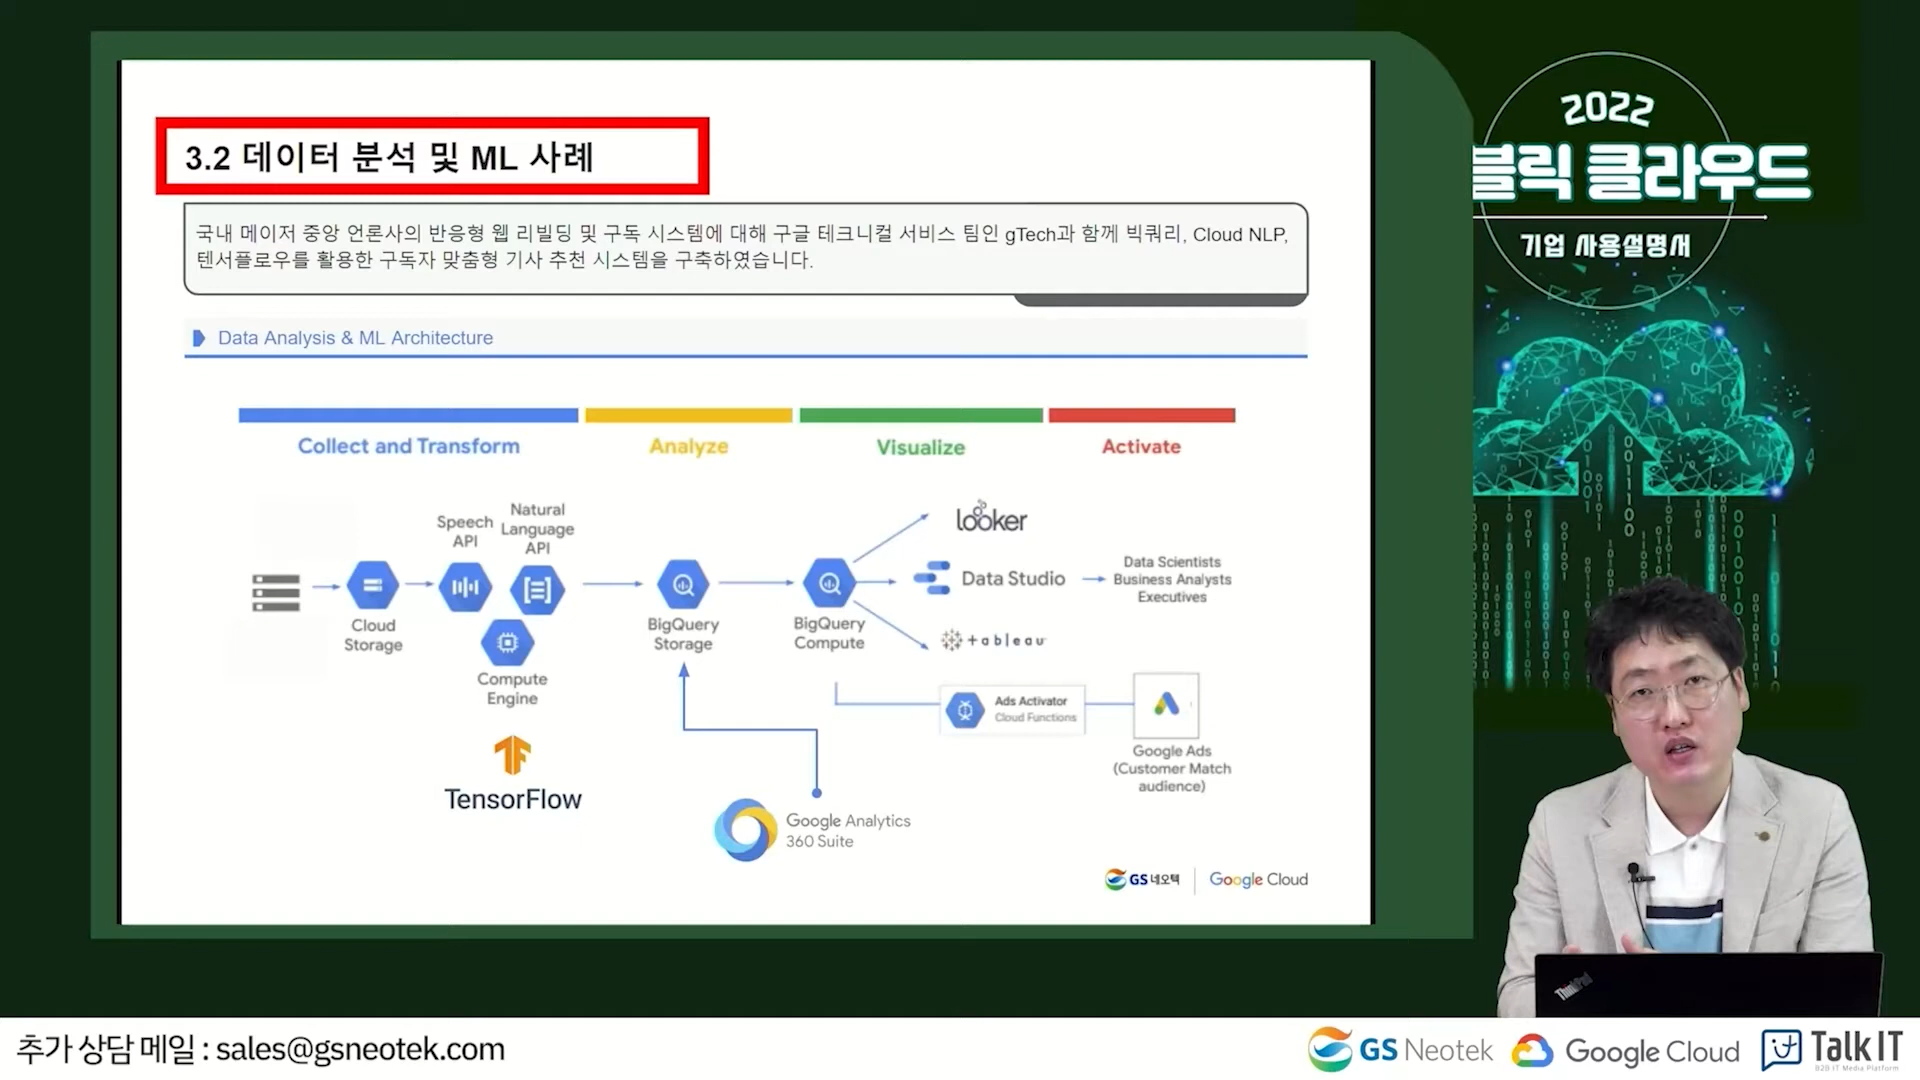 3.2 데이터 분석 및 ML 사례
국내 메이저 중앙 언론사의 반응형 웹 리빌딩 및 구독 시스템에 대해 구글 테크니컬 서비스 팀인 gTech과 함께 빅쿼리, Cloud NLP,
텐서플로우를 활용한 구독자 맞춤형 기사 추천 시스템을 구축하였습니다.
Data Analysis & ML Architecture
Collect and Transform
Analyze
Visualize
Activate
Speech
API
Natural
Language
API
Cloud
Storage
Compute
Engine
TensorFlow
BigQuery
Storage
BigQuery
Compute
looker
Data Studio
+ableau
Data Scientists
Business Analysts
Executives
Ads Activator
Cloud Functions
Google Ads
(Customer Match
audience)
Google Analytics
360 Suite
GS네오텍
Google Cloud
2022
블릭 클라우드
기업 사용설명서
ThinkPad
추가 상담 메일 : sales@gsneotek.com
GS Neotek
Google Cloud
Talk IT
B2B IT Media Platform